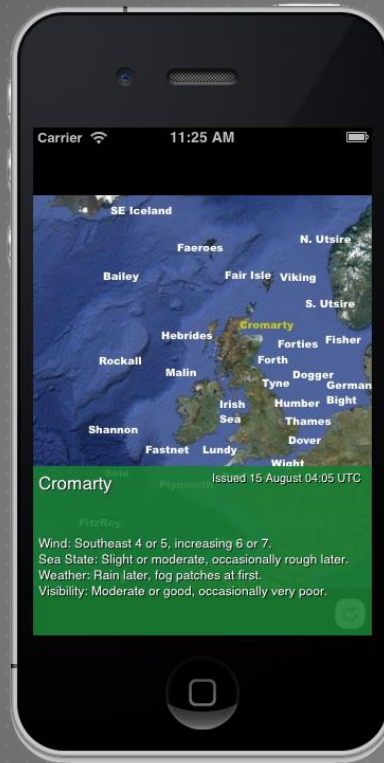 Carrier 11:25 AM
SE Iceland
Faeroes
N. Utsire
Bailey
Fair Isle
Viking
S. Utsire
Cromarty
Hebrides
Forties
Fisher
Rockall
Malin
Forth
Dogger
Tyne
German
Bight
Humber
Irish
Sea
Thames
Shannon
Dover
Fastnet
Lundy
Wight
Sole
Plymouth
FitzRoy
Cromarty
Issued 15 August 04:05 UTC
Wind: Southeast 4 or 5, increasing 6 or 7.
Sea State: Slight or moderate, occasionally rough later.
Weather: Rain later, fog patches at first.
Visibility: Moderate or good, occasionally very poor.